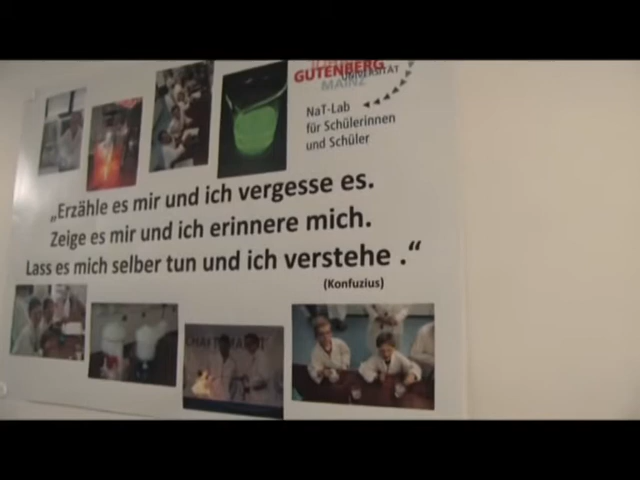 GUTENBERG
UNIVERSITÄT
MAINZ
NaT-Lab
für Schülerinnen
und Schüler
„Erzähle es mir und ich vergesse es.
Zeige es mir und ich erinnere mich.
Lass es mich selber tun und ich verstehe .“
(Konfuzius)